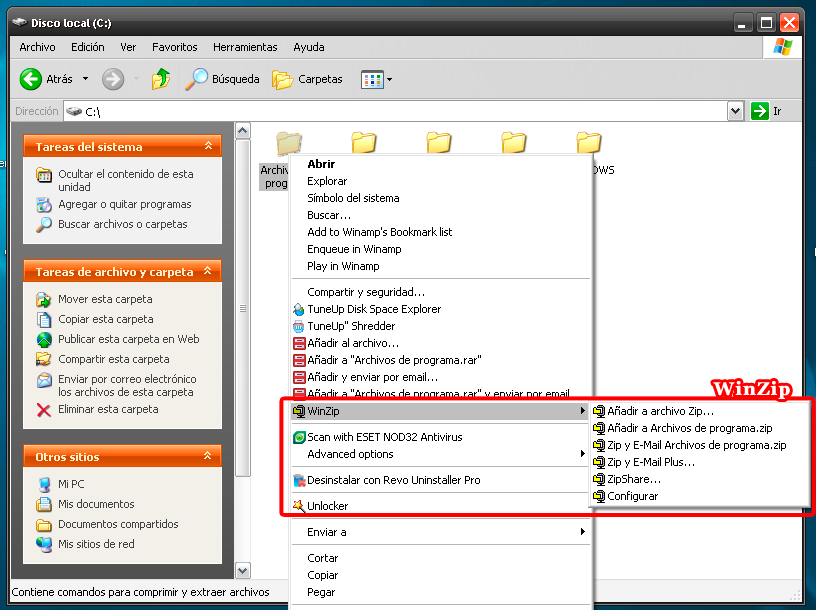 Disco local (C:)
Archivo Edición Ver Favoritos Herramientas Ayuda
Atrás Búsqueda Carpetas
Dirección C:\ Ir
Tareas del sistema
Ocultar el contenido de esta
unidad
Agregar o quitar programas
Buscar archivos o carpetas
Tareas de archivo y carpeta
Mover esta carpeta
Copiar esta carpeta
Publicar esta carpeta en Web
Compartir esta carpeta
Enviar por correo electrónico
los archivos de esta carpeta
Eliminar esta carpeta
Otros sitios
Mi PC
Mis documentos
Documentos compartidos
Mis sitios de red
Archiv
prog
OWS
Abrir
Explorar
Símbolo del sistema
Buscar...
Add to Winamp's Bookmark list
Enqueue in Winamp
Play in Winamp
Compartir y seguridad...
TuneUp Disk Space Explorer
TuneUp" Shredder
Añadir al archivo...
Añadir a "Archivos de programa.rar"
Añadir y enviar por email...
Añadir a "Archivos de programa.rar" y enviar por email
WinZip
Scan with ESET NOD32 Antivirus
Advanced options
Desinstalar con Revo Uninstaller Pro
Unlocker
Enviar a
Cortar
Copiar
Pegar
WinZip
Añadir a archivo Zip...
Añadir a Archivos de programa.zip
Zip y E-Mail Archivos de programa.zip
Zip y E-Mail Plus...
ZipShare...
Configurar
Contiene comandos para comprimir y extraer archivos